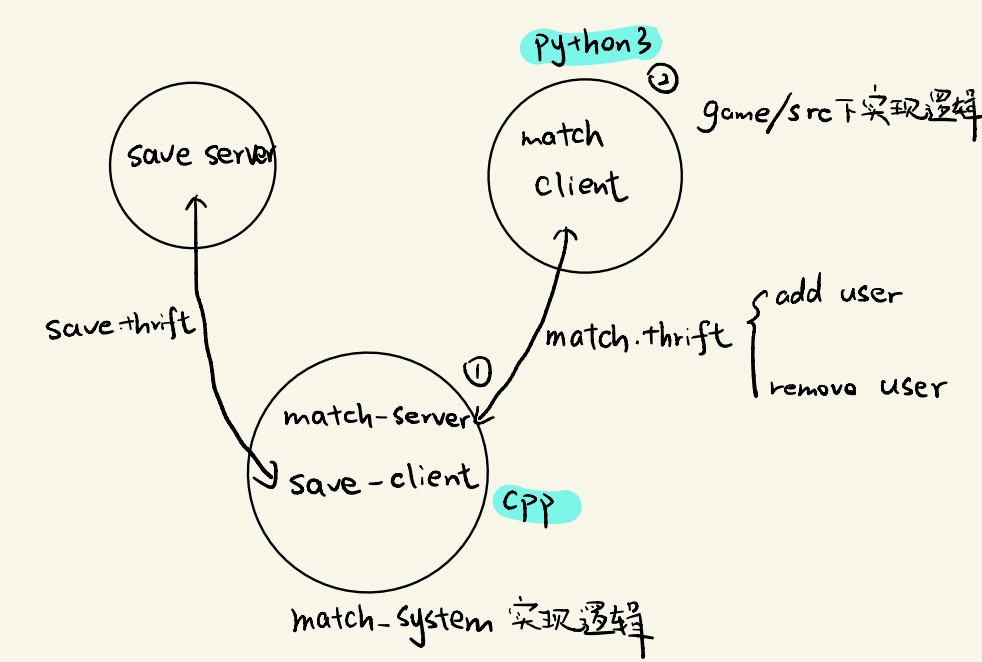 python3
②
game/src下实现逻辑
save server
match
client
add user
save.thrift
match.thrift
remove user
①
match-server
save-client
cpp
match_system 实现逻辑